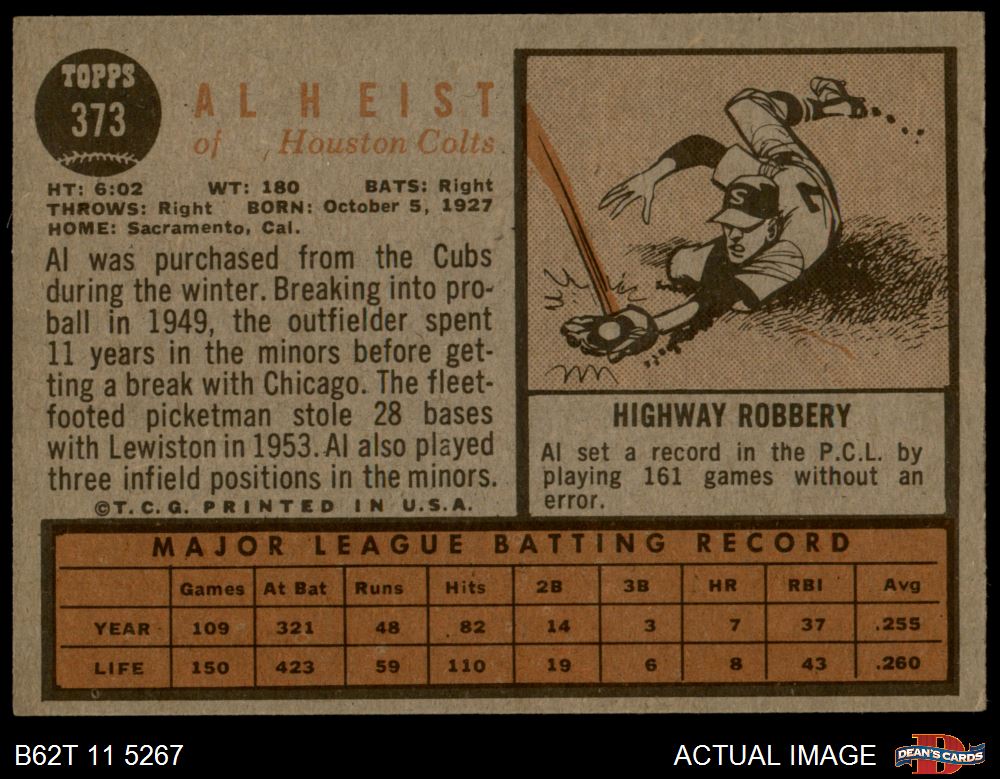 TOPPS
373
AL HEIST
of Houston Colts
HT: 6:02 WT: 180 BATS: Right
THROWS: Right BORN: October 5, 1927
HOME: Sacramento, Cal.
Al was purchased from the Cubs
during the winter. Breaking into pro-
ball in 1949, the outfielder spent
11 years in the minors before get-
ting a break with Chicago. The fleet-
footed picketman stole 28 bases
with Lewiston in 1953. Al also played
three infield positions in the minors.
©T.C.G. PRINTED IN U.S.A.
S
HIGHWAY ROBBERY
Al set a record in the P.C.L. by
playing 161 games without an
error.
MAJOR LEAGUE BATTING RECORD
Games At Bat Runs Hits 2B 3B HR RBI Avg
YEAR 109 321 48 82 14 3 7 37 .255
LIFE 150 423 59 110 19 6 8 43 .260
B62T 11 5267
ACTUAL IMAGE
D
DEAN'S CARDS